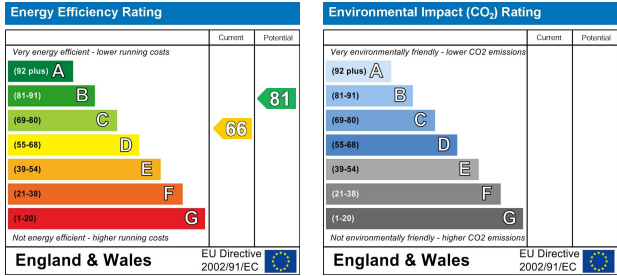 Energy Efficiency Rating
Current Potential
Very energy efficient - lower running costs
(92 plus) A
(81-91) B
81
(69-80) C
66
(55-68) D
(39-54) E
(21-38) F
(1-20) G
Not energy efficient - higher running costs
England & Wales
EU Directive
2002/91/EC
Environmental Impact (CO₂) Rating
Current Potential
Very environmentally friendly - lower CO2 emissions
(92 plus) A
(81-91) B
(69-80) C
(55-68) D
(39-54) E
(21-38) F
(1-20) G
Not environmentally friendly - higher CO2 emissions
England & Wales
EU Directive
2002/91/EC